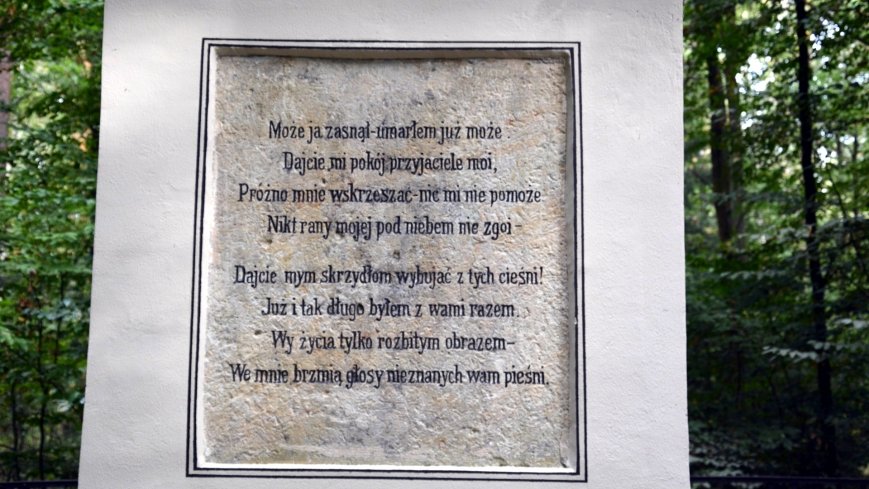 Może ja zasnął-umarłem już może
Dajcie mi pokój przyjaciele moi,
Próżno mnie wskrzeszać-nic mi nie pomoże
Nikt rany mojej pod niebem nie zgoi-
Dajcie mym skrzydłom wybujać z tych cieśni!
Już i tak długo byłem z wami razem.
Wy życia tylko rozbitym obrazem-
We mnie brzmią głosy nieznanych wam pieśni.